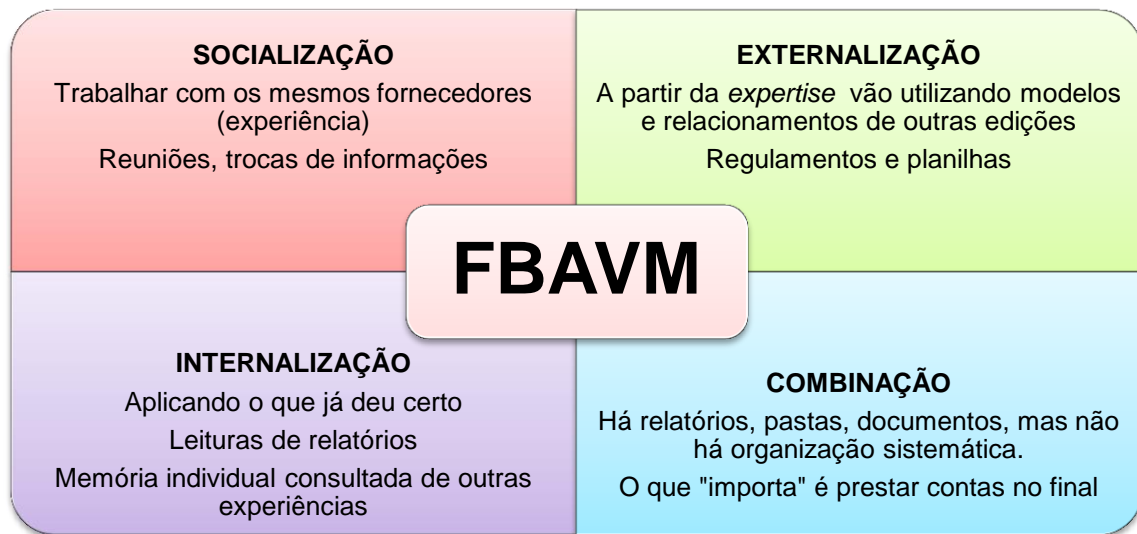 SOCIALIZAÇÃO
Trabalhar com os mesmos fornecedores
(experiência)
Reuniões, trocas de informações
EXTERNALIZAÇÃO
A partir da expertise vão utilizando modelos
e relacionamentos de outras edições
Regulamentos e planilhas
FBAVM
INTERNALIZAÇÃO
Aplicando o que já deu certo
Leituras de relatórios
Memória individual consultada de outras
experiências
COMBINAÇÃO
Há relatórios, pastas, documentos, mas não
há organização sistemática.
O que "importa" é prestar contas no final